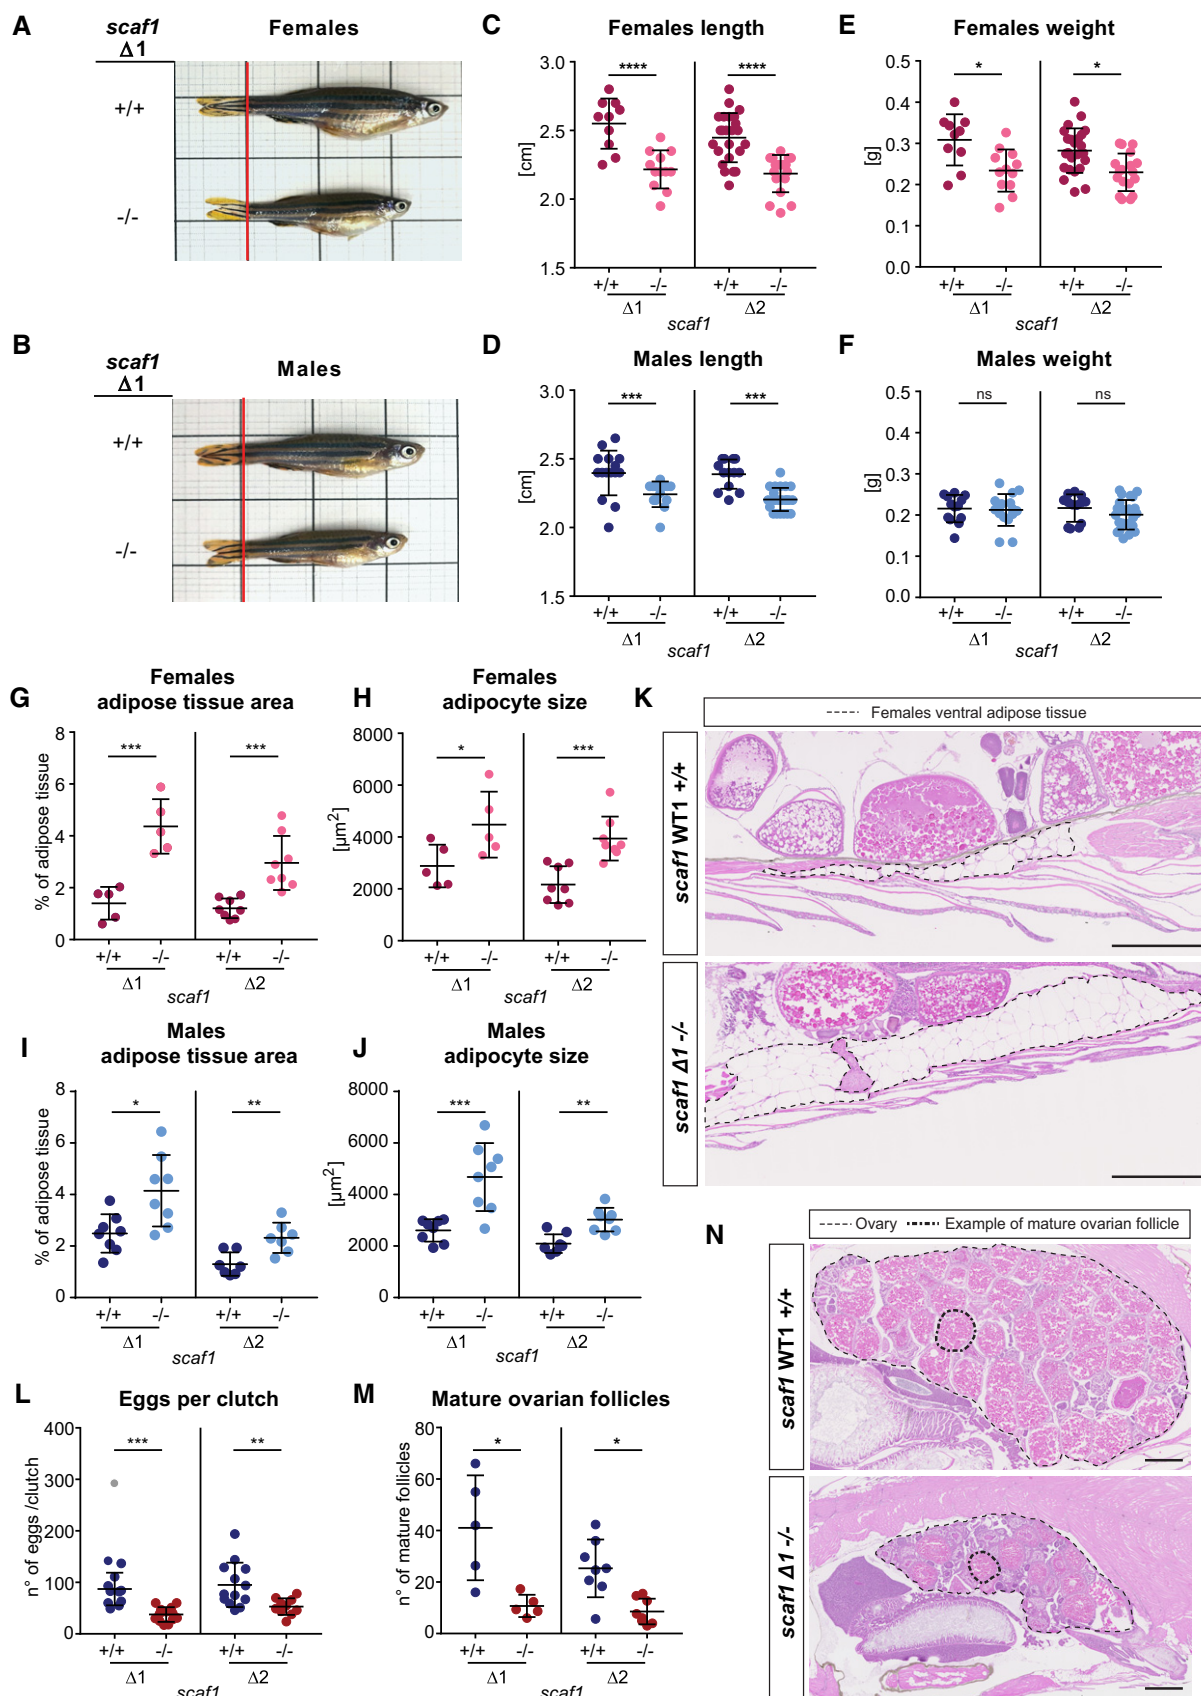 A
scaf1
Δ1
Females
+/+
-/-
B
scaf1
Δ1
Males
+/+
-/-
C
Females length
[cm]
3.0
2.5
2.0
1.5
****
****
+/+
-/-
+/+
-/-
Δ1
Δ2
scaf1
E
Females weight
[g]
0.5
0.4
0.3
0.2
0.1
0.0
*
*
+/+
-/-
+/+
-/-
Δ1
Δ2
scaf1
D
Males length
[cm]
3.0
2.5
2.0
1.5
***
***
+/+
-/-
+/+
-/-
Δ1
Δ2
scaf1
F
Males weight
[g]
0.5
0.4
0.3
0.2
0.1
0.0
ns
ns
+/+
-/-
+/+
-/-
Δ1
Δ2
scaf1
G
Females
adipose tissue area
% of adipose tissue
8
6
4
2
0
***
***
+/+
-/-
+/+
-/-
Δ1
Δ2
scaf1
H
Females
adipocyte size
[µm²]
8000
6000
4000
2000
0
*
***
+/+
-/-
+/+
-/-
Δ1
Δ2
scaf1
I
Males
adipose tissue area
% of adipose tissue
8
6
4
2
0
*
**
+/+
-/-
+/+
-/-
Δ1
Δ2
scaf1
J
Males
adipocyte size
[µm²]
8000
6000
4000
2000
0
***
**
+/+
-/-
+/+
-/-
Δ1
Δ2
scaf1
K
Females ventral adipose tissue
scaf1 WT1 +/+
scaf1 Δ1 -/-
L
Eggs per clutch
n° of eggs /clutch
400
300
200
100
0
***
**
+/+
-/-
+/+
-/-
Δ1
Δ2
scaf1
M
Mature ovarian follicles
n° of mature follicles
80
60
40
20
0
*
*
+/+
-/-
+/+
-/-
Δ1
Δ2
scaf1
N
Ovary
Example of mature ovarian follicle
scaf1 WT1 +/+
scaf1 Δ1 -/-